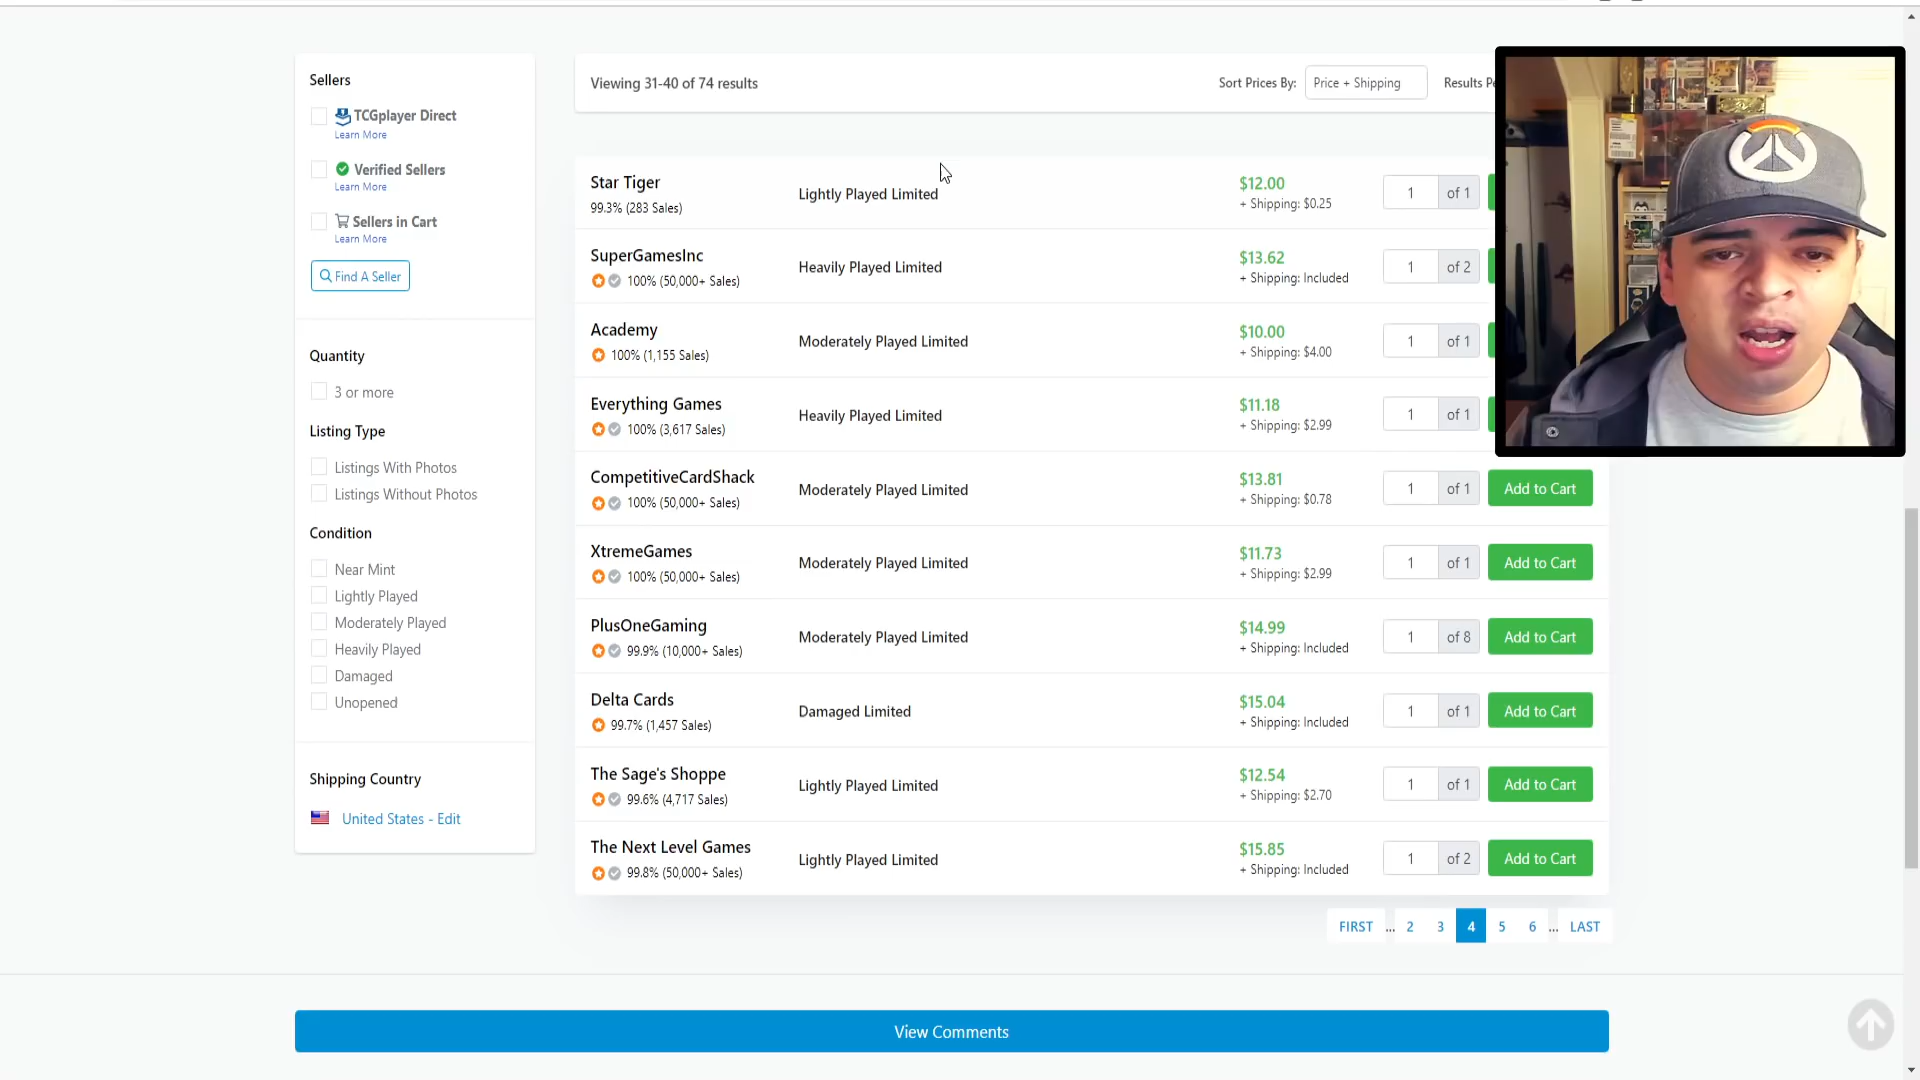 Sellers
TCGplayer Direct
Learn More
Verified Sellers
Learn More
Sellers in Cart
Learn More
Find A Seller
Quantity
3 or more
Listing Type
Listings With Photos
Listings Without Photos
Condition
Near Mint
Lightly Played
Moderately Played
Heavily Played
Damaged
Unopened
Shipping Country
United States - Edit
Viewing 31-40 of 74 results
Sort Prices By: Price + Shipping Results
Star Tiger
99.3% (283 Sales)
Lightly Played Limited
$12.00
+ Shipping: $0.25
1 of 1
SuperGamesInc
100% (50,000+ Sales)
Heavily Played Limited
$13.62
+ Shipping: Included
1 of 2
Academy
100% (1,155 Sales)
Moderately Played Limited
$10.00
+ Shipping: $4.00
1 of 1
Everything Games
100% (3,617 Sales)
Heavily Played Limited
$11.18
+ Shipping: $2.99
1 of 1
CompetitiveCardShack
100% (50,000+ Sales)
Moderately Played Limited
$13.81
+ Shipping: $0.78
1 of 1 Add to Cart
XtremeGames
100% (50,000+ Sales)
Moderately Played Limited
$11.73
+ Shipping: $2.99
1 of 1 Add to Cart
PlusOneGaming
99.9% (10,000+ Sales)
Moderately Played Limited
$14.99
+ Shipping: Included
1 of 8 Add to Cart
Delta Cards
99.7% (1,457 Sales)
Damaged Limited
$15.04
+ Shipping: Included
1 of 1 Add to Cart
The Sage's Shoppe
99.6% (4,717 Sales)
Lightly Played Limited
$12.54
+ Shipping: $2.70
1 of 1 Add to Cart
The Next Level Games
99.8% (50,000+ Sales)
Lightly Played Limited
$15.85
+ Shipping: Included
1 of 2 Add to Cart
FIRST ... 2 3 4 5 6 ... LAST
View Comments